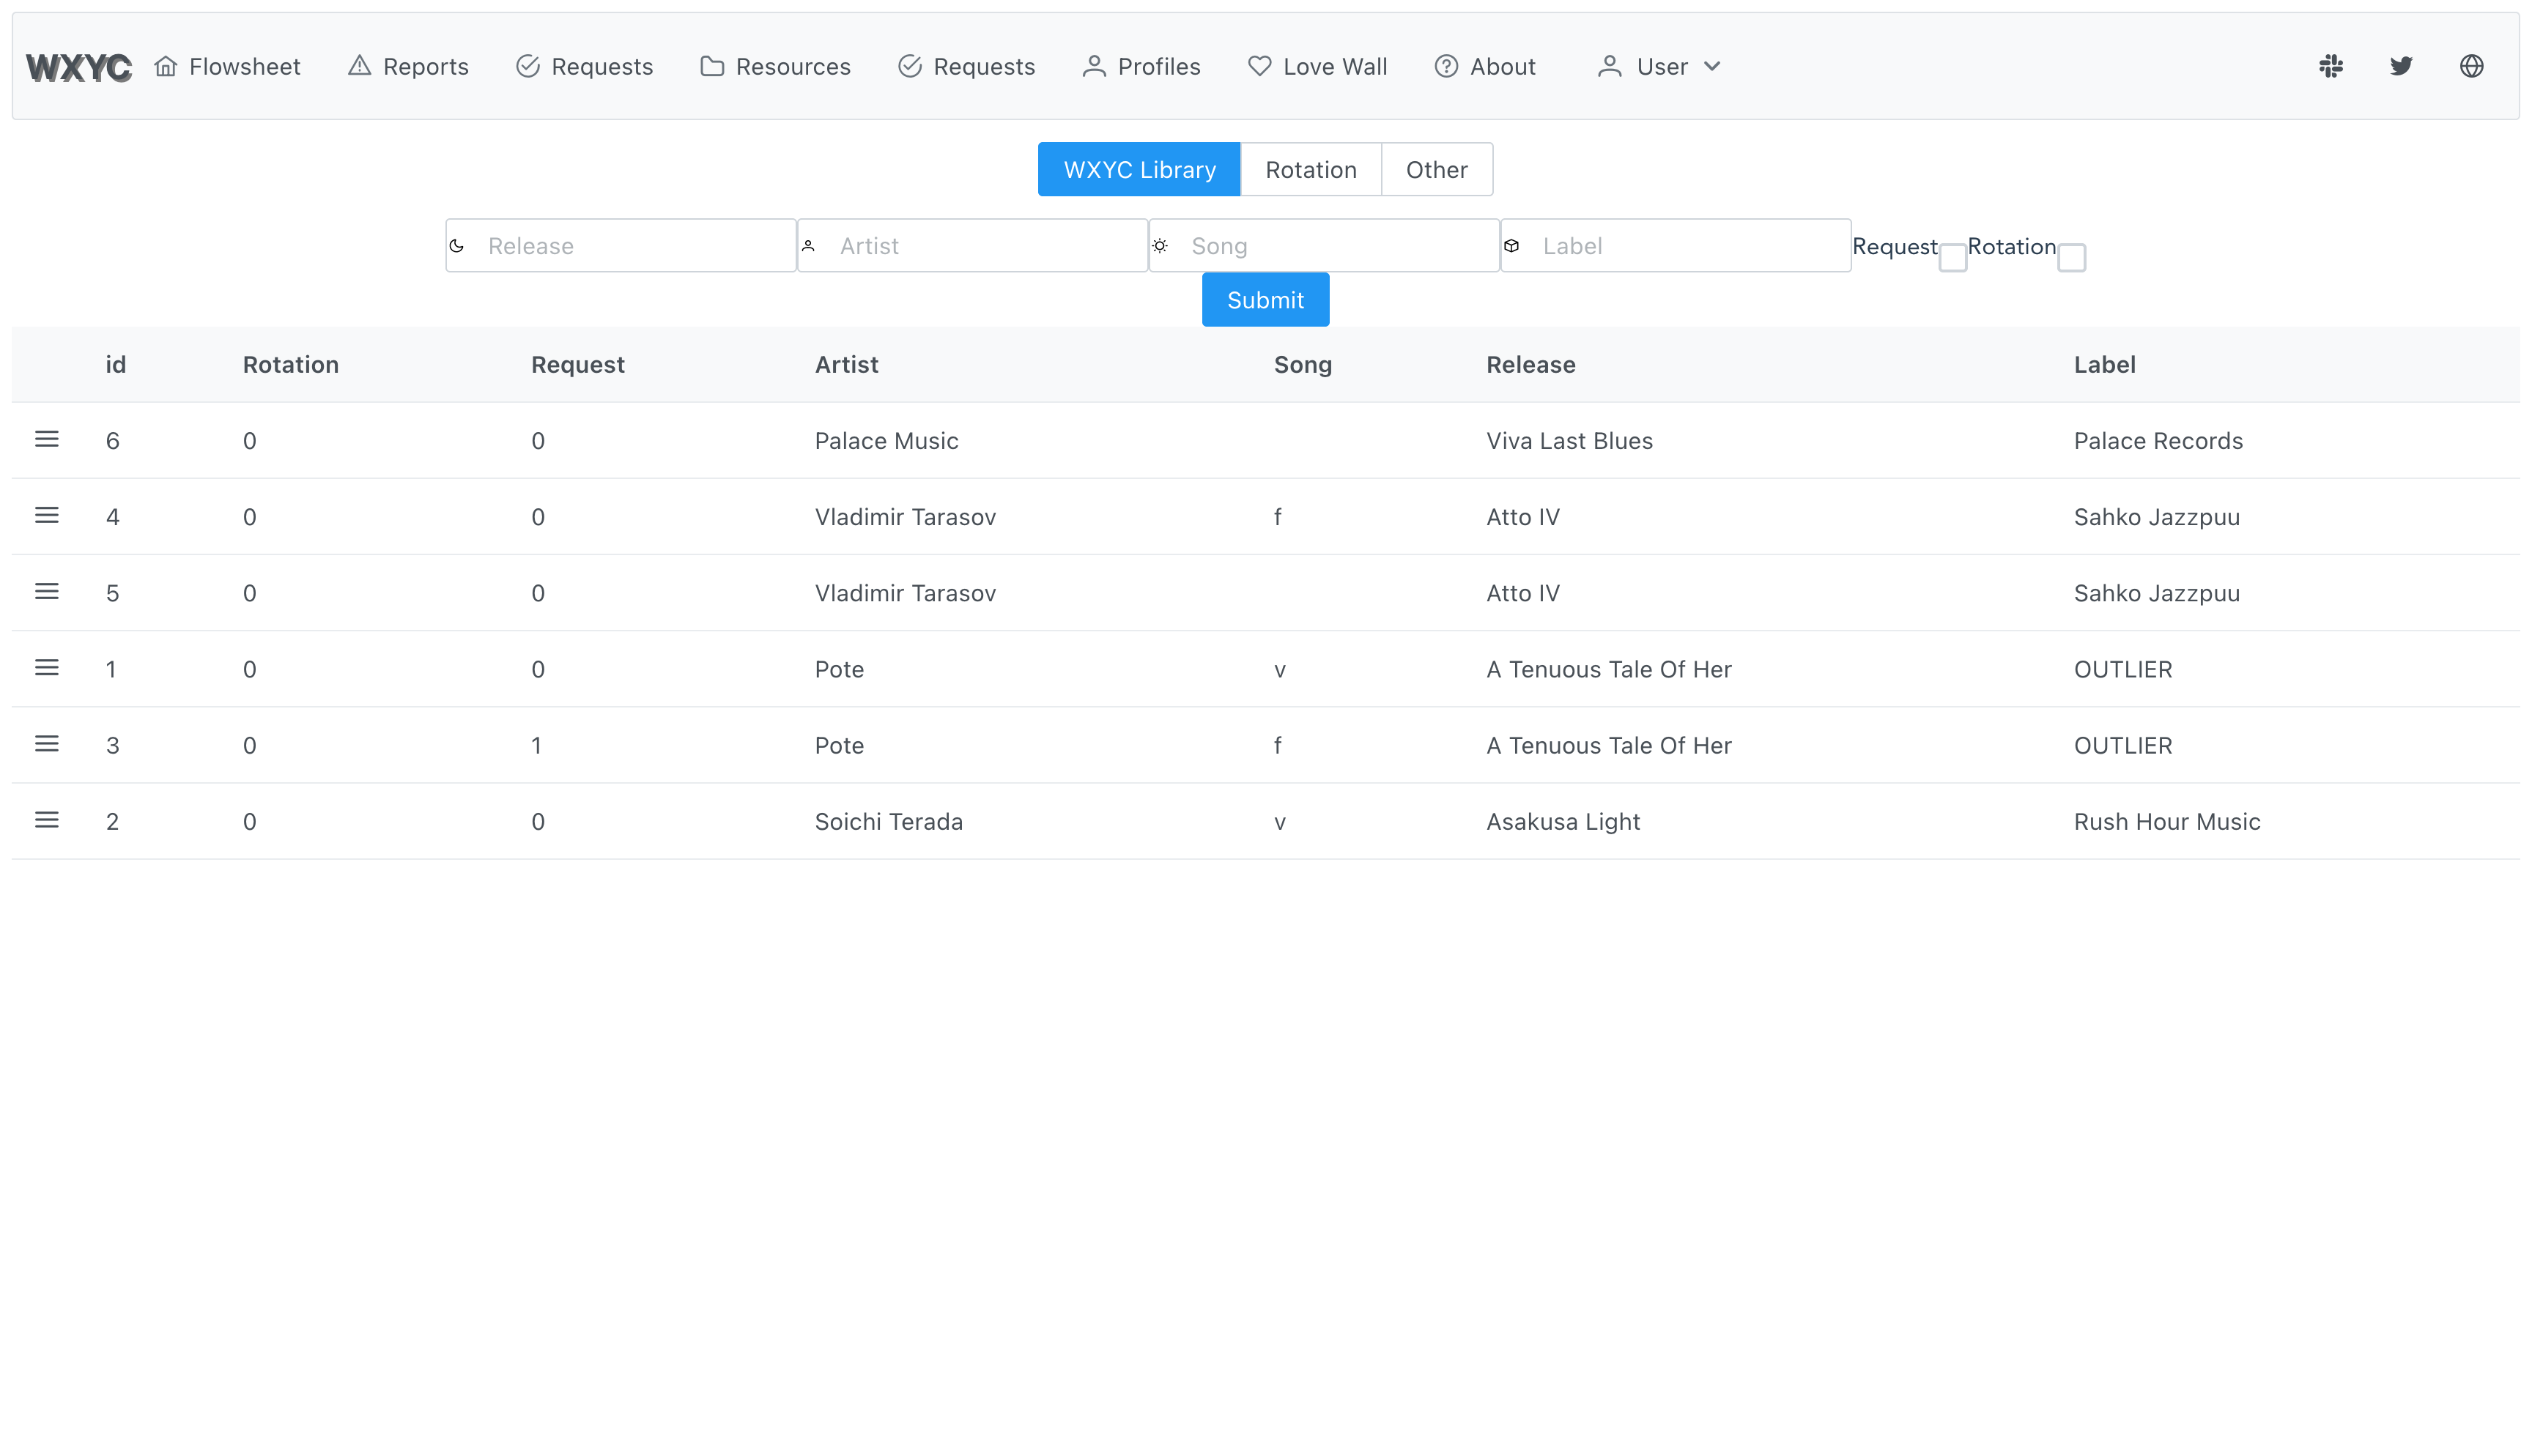 WXYC Flowsheet Reports Requests Resources Requests Profiles Love Wall About User
WXYC Library Rotation Other
Release Artist Song Label Request Rotation
Submit
id Rotation Request Artist Song Release Label
6 0 0 Palace Music Viva Last Blues Palace Records
4 0 0 Vladimir Tarasov f Atto IV Sahko Jazzpuu
5 0 0 Vladimir Tarasov Atto IV Sahko Jazzpuu
1 0 0 Pote v A Tenuous Tale Of Her OUTLIER
3 0 1 Pote f A Tenuous Tale Of Her OUTLIER
2 0 0 Soichi Terada v Asakusa Light Rush Hour Music